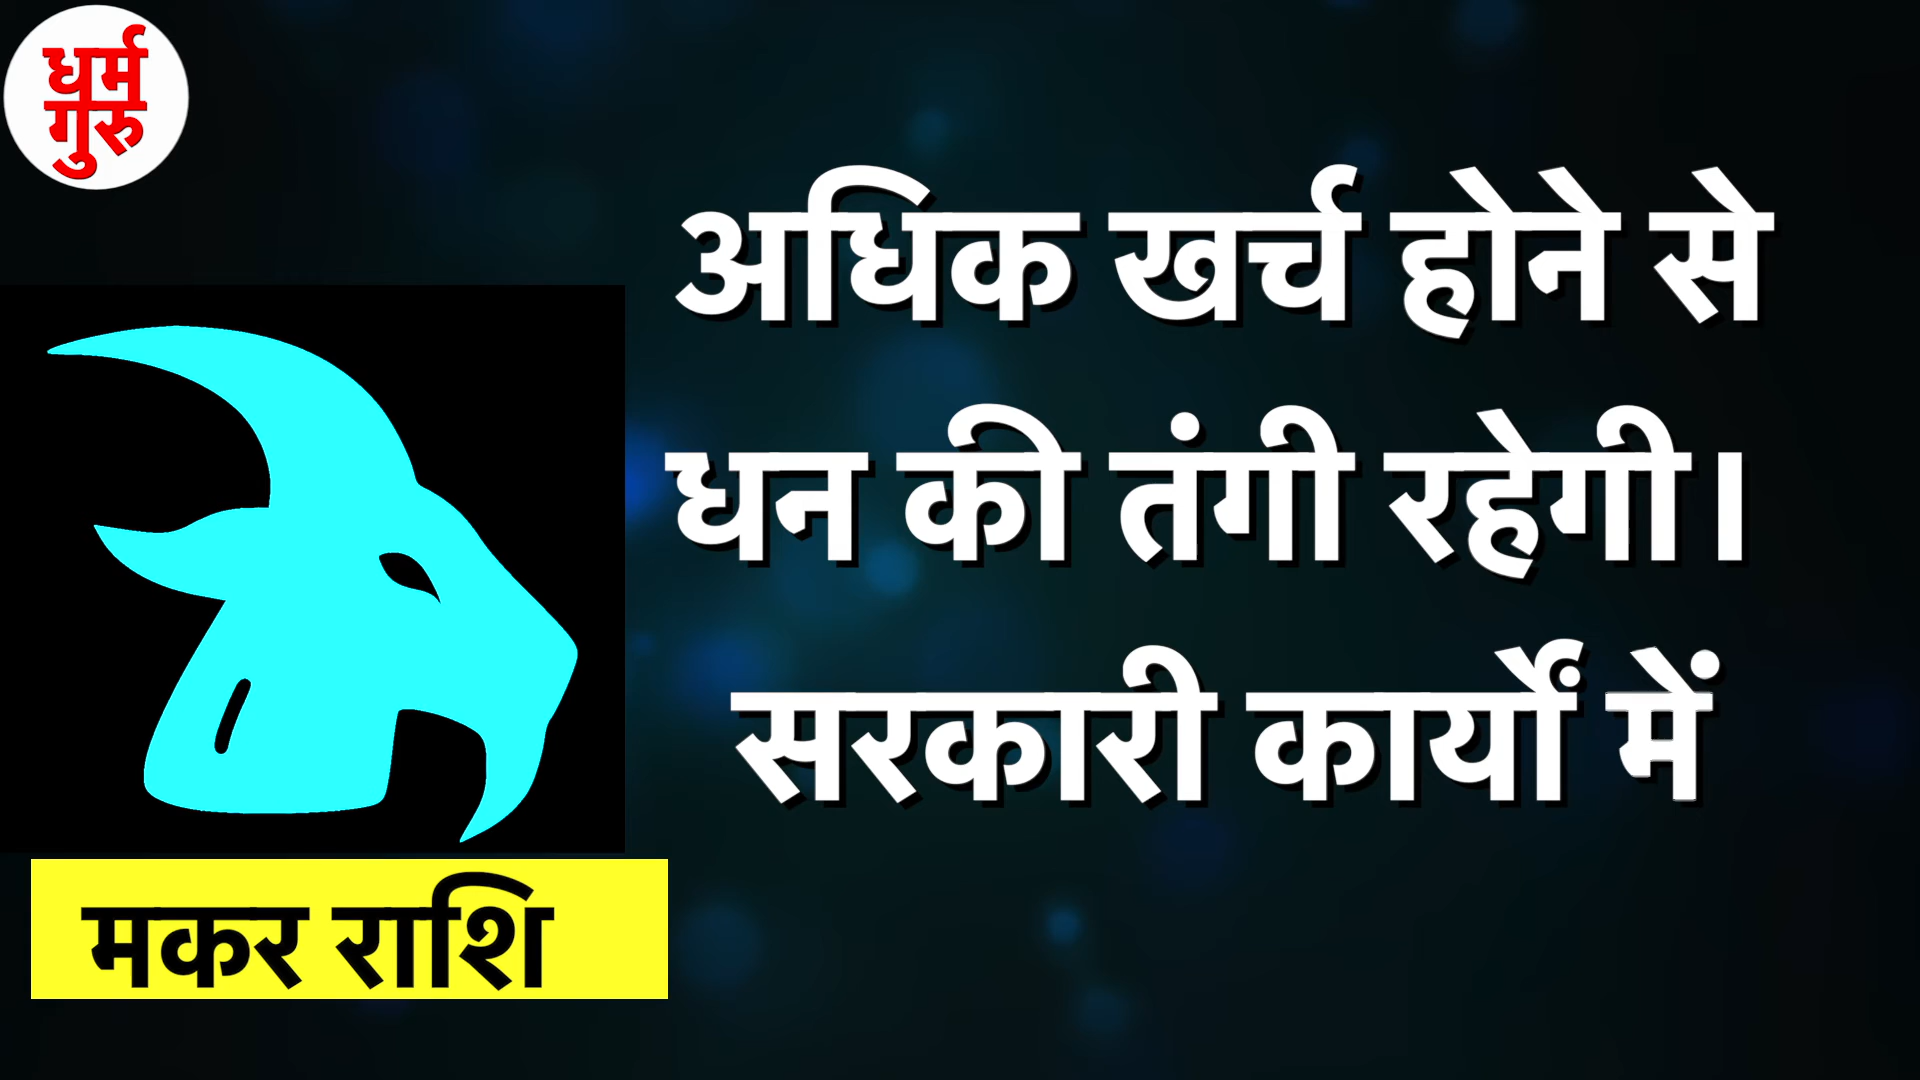 धर्म
गुरु
अधिक खर्च होने से
धन की तंगी रहेगी।
सरकारी कार्यों में
मकर राशि